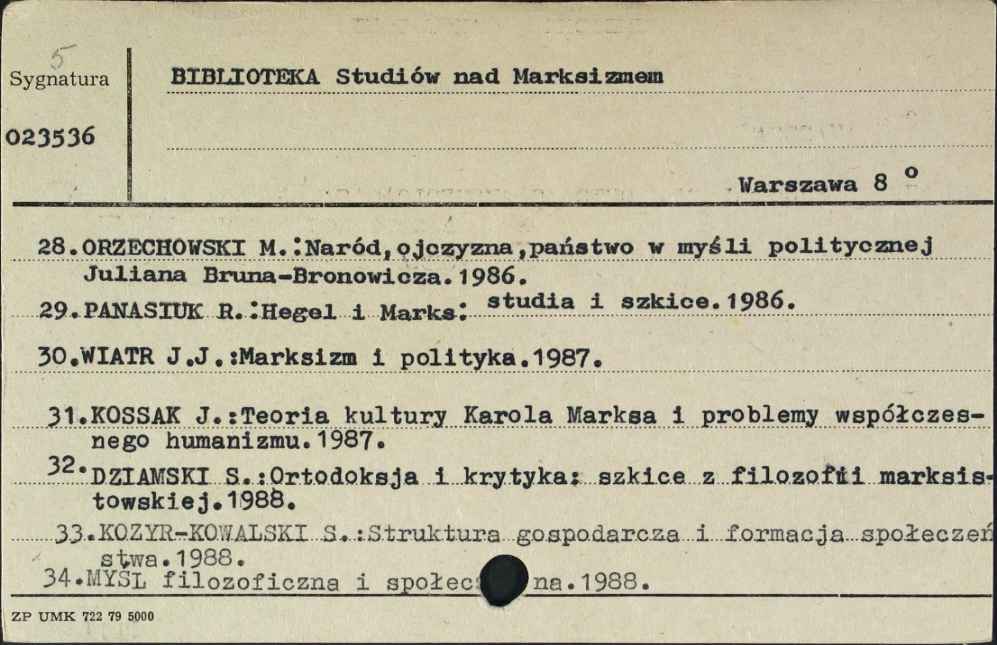 5
Sygnatura
BIBLIOTEKA Studiów nad Marksizmem
023536
Warszawa 8 o
28.ORZECHOWSKI M.:Naród,ojczyzna,państwo w myśli politycznej
Juliana Bruna-Bronowicza.1986.
29.PANASIUK R.:Hegel i Marks: studia i szkice.1986.
30.WIATR J.J.:Marksizm i polityka.1987.
31.KOSSAK J.:Teoria kultury Karola Marksa i problemy współczes-
nego humanizmu.1987.
32.DZIAMSKI S.:Ortodoksja i krytyka: szkice z filozofii marksis-
towskiej.1988.
33.KOZYR-KOWALSKI S.:Struktura gospodarcza i formacja społeczeń
stwa.1988.
34.MYŚL filozoficzna i społec na.1988.
ZP UMK 722 79 5000